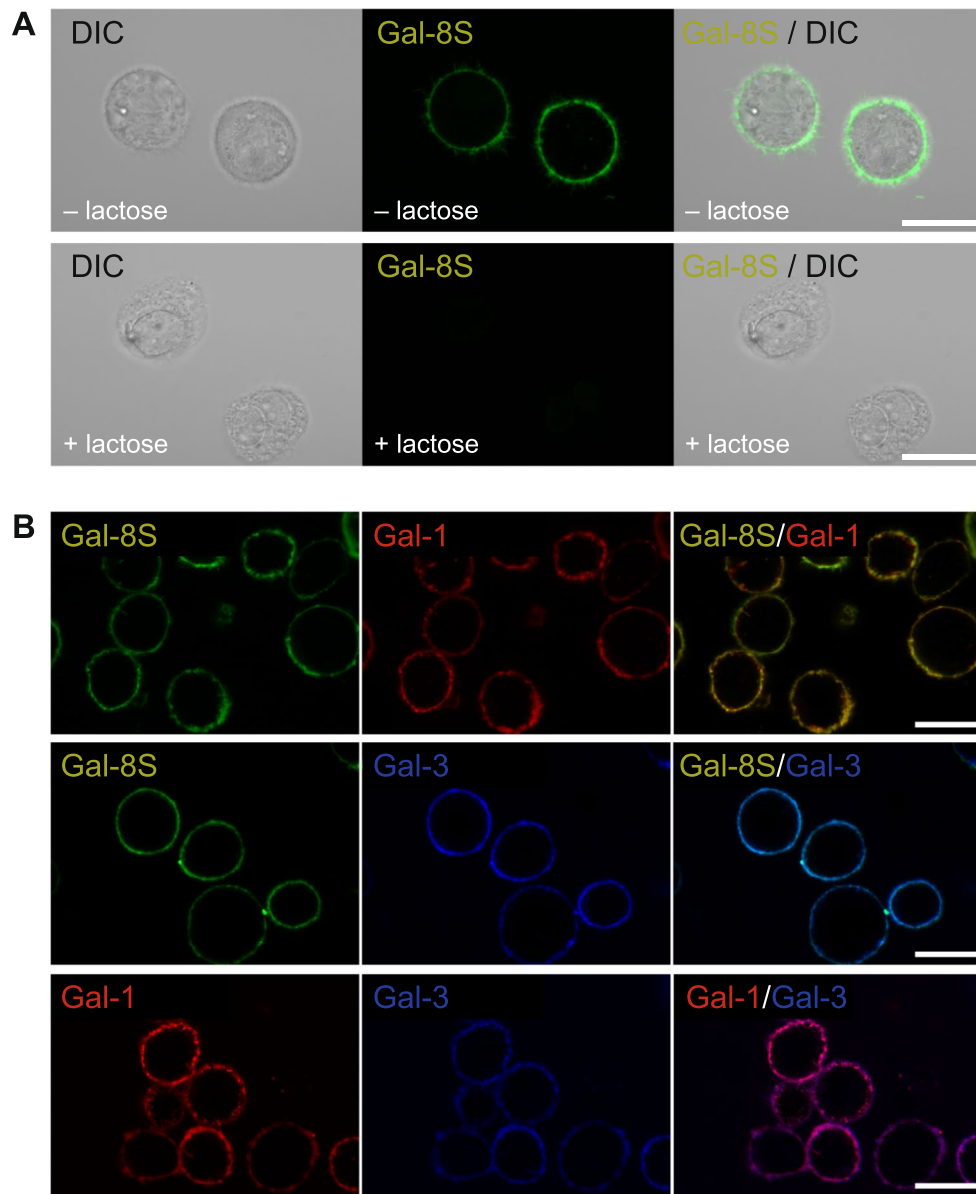 A
DIC
Gal-8S
Gal-8S / DIC
– lactose
– lactose
– lactose
DIC
Gal-8S
Gal-8S / DIC
+ lactose
+ lactose
+ lactose
B
Gal-8S
Gal-1
Gal-8S/Gal-1
Gal-8S
Gal-3
Gal-8S/Gal-3
Gal-1
Gal-3
Gal-1/Gal-3